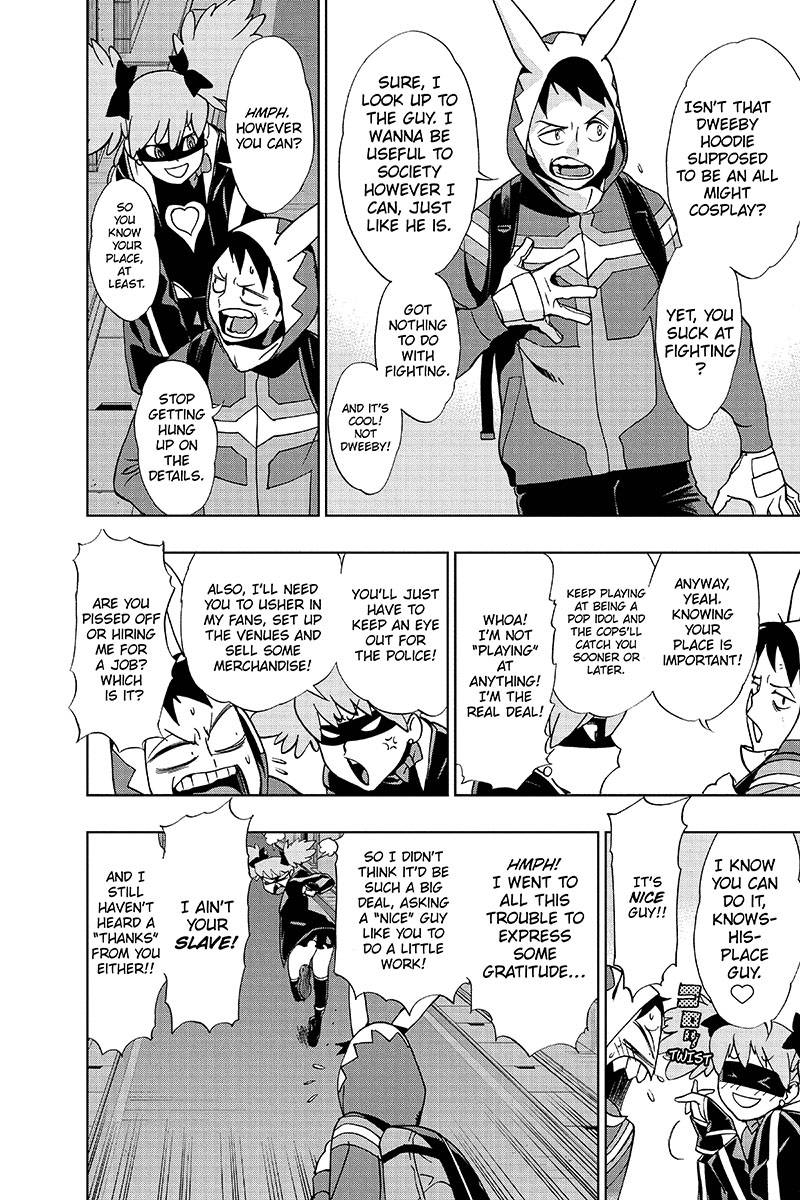 ISN'T THAT
DWEEBY
HOODIE
SUPPOSED
TO BE AN ALL
MIGHT
COSPLAY?
YET, YOU
SUCK AT
FIGHTING
?
SURE, I
LOOK UP TO
THE GUY. I
WANNA BE
USEFUL TO
SOCIETY
HOWEVER I
CAN, JUST
LIKE HE IS.
GOT
NOTHING
TO DO
WITH
FIGHTING.
AND IT'S
COOL!
NOT
DWEEBY!
HMPH.
HOWEVER
YOU CAN?
SO YOU
KNOW
YOUR
PLACE,
AT
LEAST.
STOP
GETTING
HUNG
UP ON
THE
DETAILS.
ANYWAY,
YEAH.
KNOWING
YOUR
PLACE IS
IMPORTANT!
KEEP PLAYING
AT BEING A
POP IDOL AND
THE COPS'LL
CATCH YOU
SOONER OR
LATER.
WHOA!
I'M NOT
"PLAYING"
AT
ANYTHING!
I'M THE
REAL DEAL!
YOU'LL JUST
HAVE TO
KEEP AN EYE
OUT FOR
THE POLICE!
ALSO, I'LL NEED
YOU TO USHER IN
MY FANS, SET UP
THE VENUES AND
SELL SOME
MERCHANDISE!
ARE YOU
PISSED OFF
OR HIRING
ME FOR
A JOB?
WHICH
IS IT?
I KNOW
YOU CAN
DO IT,
KNOWS-
HIS-
PLACE
GUY.
♡
TWIST
IT'S
NICE
GUY!!
HMPH!
I WENT TO
ALL THIS
TROUBLE TO
EXPRESS
SOME
GRATITUDE...
SO I DIDN'T
THINK IT'D BE
SUCH A BIG
DEAL, ASKING
A "NICE" GUY
LIKE YOU TO
DO A LITTLE
WORK!
I AIN'T
YOUR
SLAVE!
AND I
STILL
HAVEN'T
HEARD A
"THANKS"
FROM YOU
EITHER!!